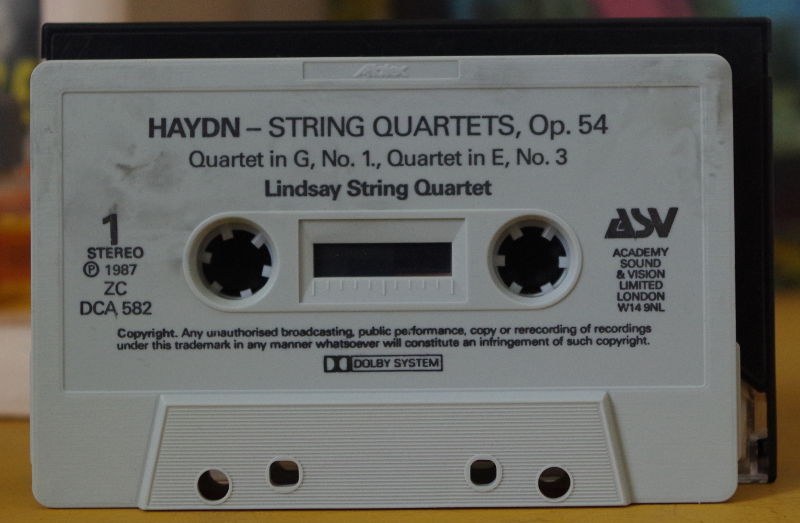 HAYDN – STRING QUARTETS, Op. 54
Quartet in G, No. 1., Quartet in E, No. 3
Lindsay String Quartet
1
STEREO
℗ 1987
ZC
DCA 582
ASV
ACADEMY
SOUND
& VISION
LIMITED
LONDON
W14 9NL
Copyright. Any unauthorised broadcasting, public performance, copy or rerecording of recordings
under this trademark in any manner whatsoever will constitute an infringement of such copyright.
DOLBY SYSTEM